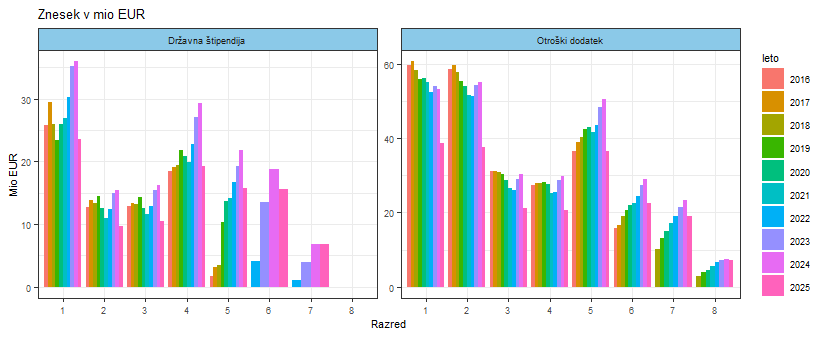 Znesek v mio EUR
Državna štipendija
Otroški dodatek
Mio EUR
30
20
10
0
1 2 3 4 5 6 7 8
60
40
20
0
1 2 3 4 5 6 7 8
Razred
leto
2016
2017
2018
2019
2020
2021
2022
2023
2024
2025